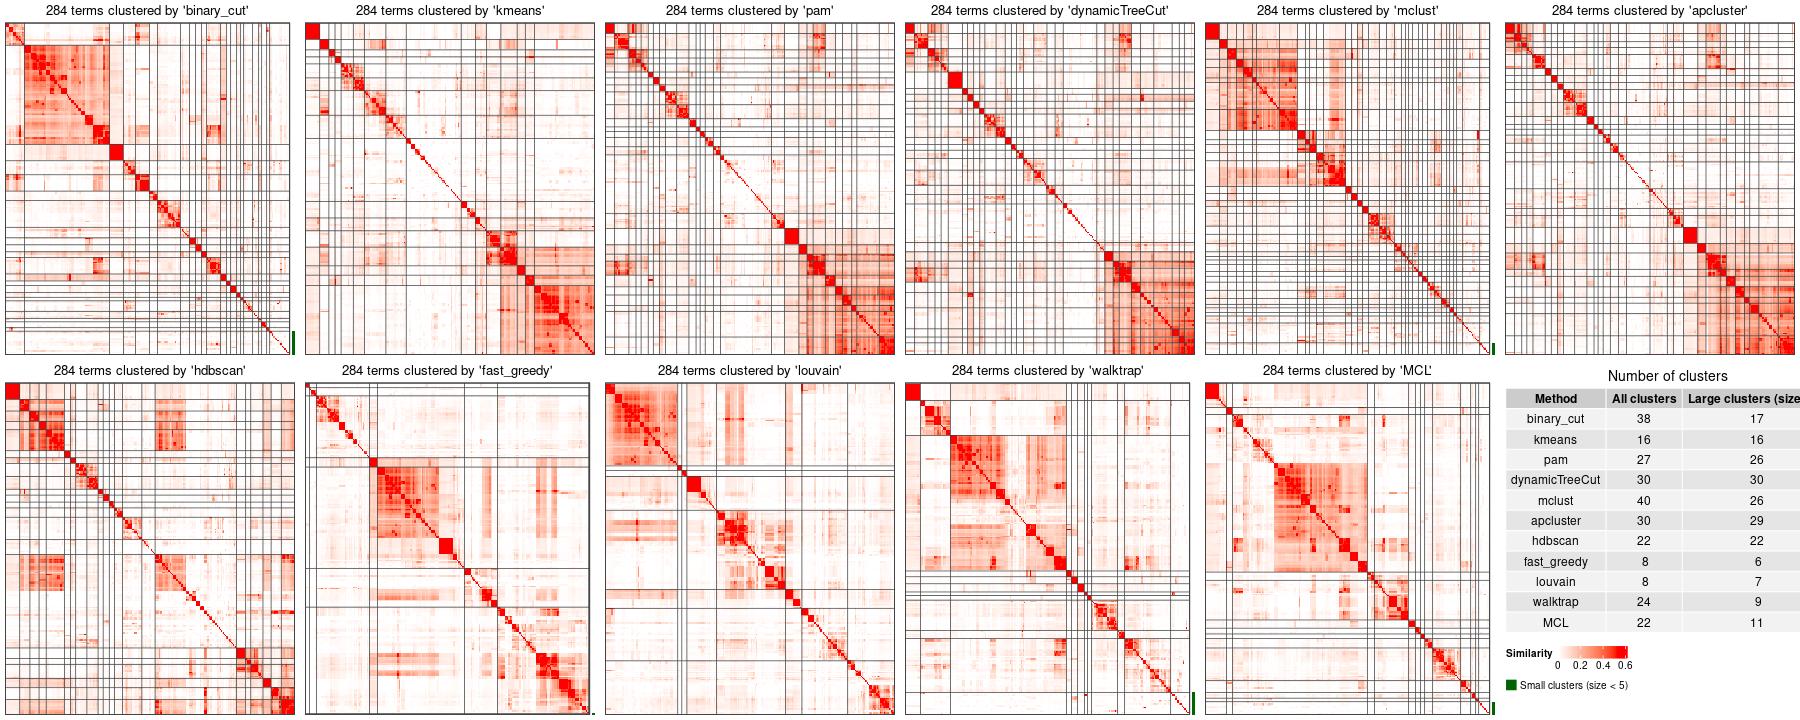 284 terms clustered by 'binary_cut'
284 terms clustered by 'kmeans'
284 terms clustered by 'pam'
284 terms clustered by 'dynamicTreeCut'
284 terms clustered by 'mclust'
284 terms clustered by 'apcluster'
284 terms clustered by 'hdbscan'
284 terms clustered by 'fast_greedy'
284 terms clustered by 'louvain'
284 terms clustered by 'walktrap'
284 terms clustered by 'MCL'
Number of clusters
Method All clusters Large clusters (size
binary_cut 38 17
kmeans 16 16
pam 27 26
dynamicTreeCut 30 30
mclust 40 26
apcluster 30 29
hdbscan 22 22
fast_greedy 8 6
louvain 8 7
walktrap 24 9
MCL 22 11
Similarity
0 0.2 0.4 0.6
Small clusters (size < 5)